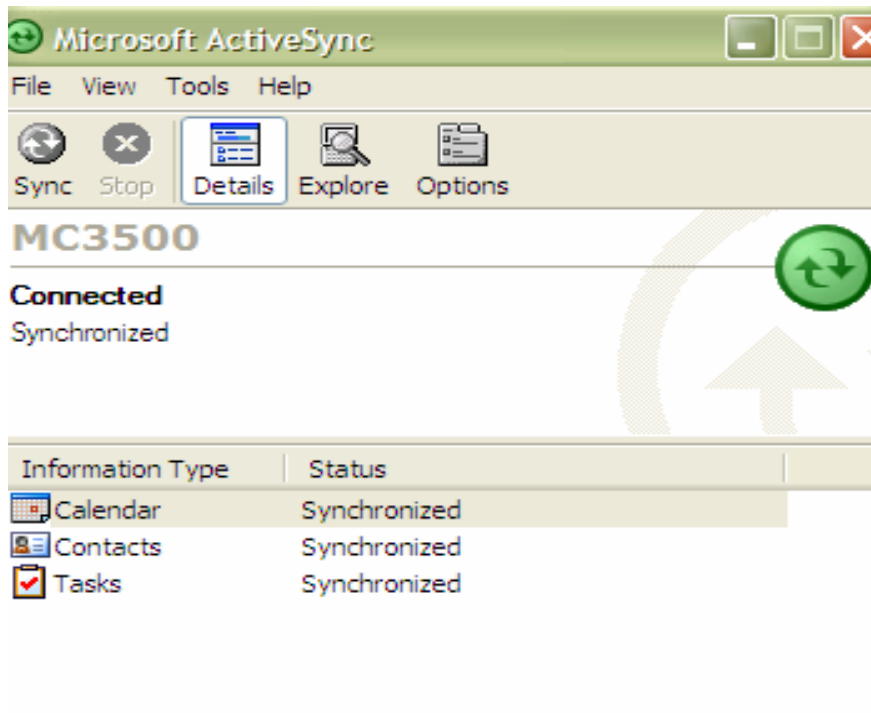 Microsoft ActiveSync
File View Tools Help
Sync Stop Details Explore Options
MC3500
Connected
Synchronized
Information Type Status
Calendar Synchronized
Contacts Synchronized
Tasks Synchronized